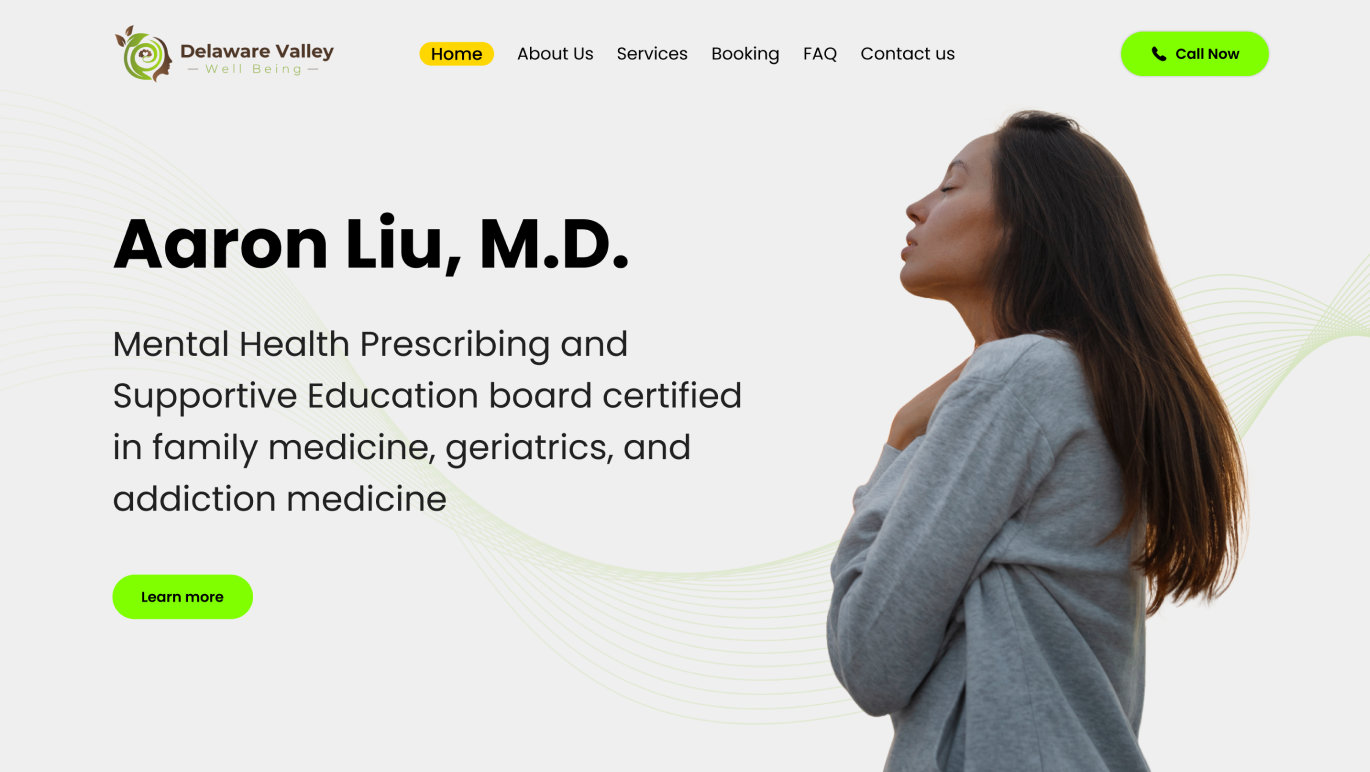 Delaware Valley
— Well Being —
Home About Us Services Booking FAQ Contact us
Call Now
Aaron Liu, M.D.
Mental Health Prescribing and
Supportive Education board certified
in family medicine, geriatrics, and
addiction medicine
Learn more